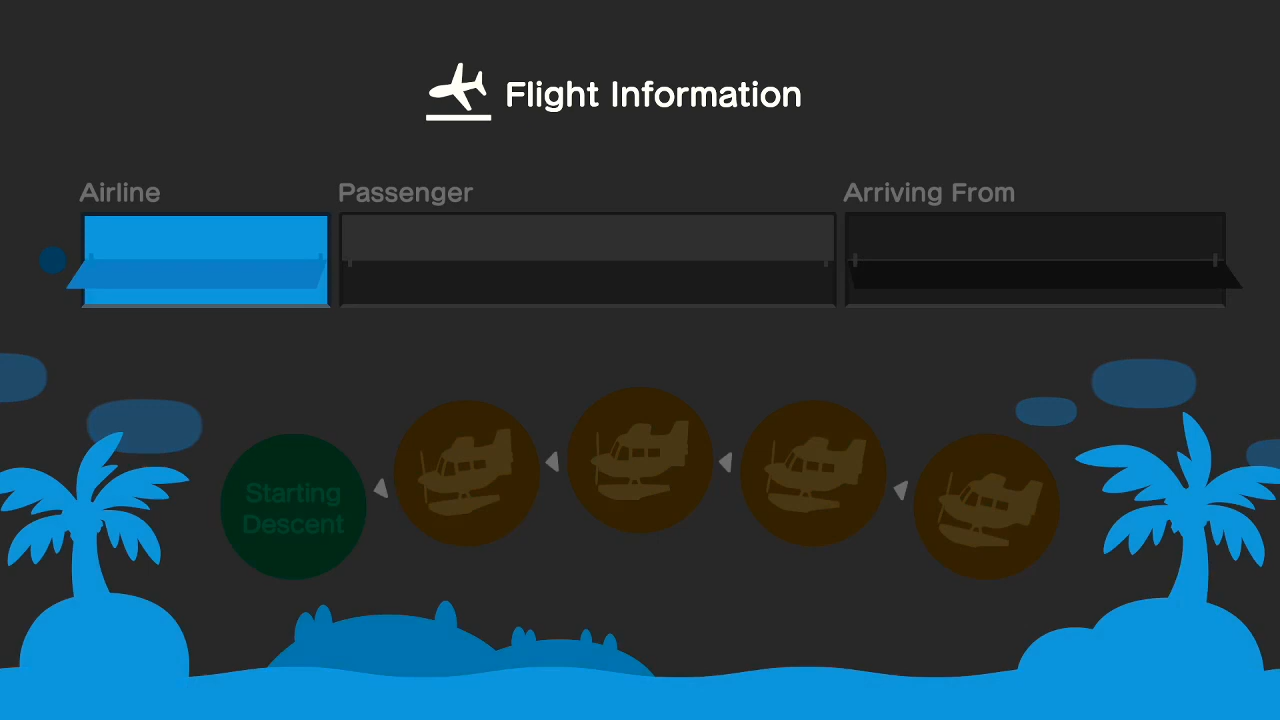 Flight Information
Airline
Passenger
Arriving From
Starting
Descent